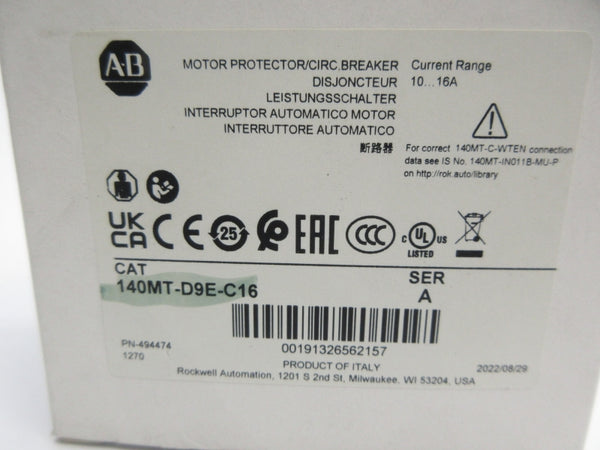 A-B
MOTOR PROTECTOR/CIRC.BREAKER
DISJONCTEUR
LEISTUNGSSCHALTER
INTERRUPTOR AUTOMATICO MOTOR
INTERRUTTORE AUTOMATICO
断路器
Current Range
10...16A
For correct 140MT-C-WTEN connection
data see IS No. 140MT-IN011B-MU-P
on http://rok.auto/library
UK
CA CE 25 EAC CCC C UL US
LISTED
CAT
140MT-D9E-C16
SER
A
PN-494474
1270
00191326562157
PRODUCT OF ITALY
2022/08/29
Rockwell Automation, 1201 S 2nd St, Milwaukee, WI 53204, USA